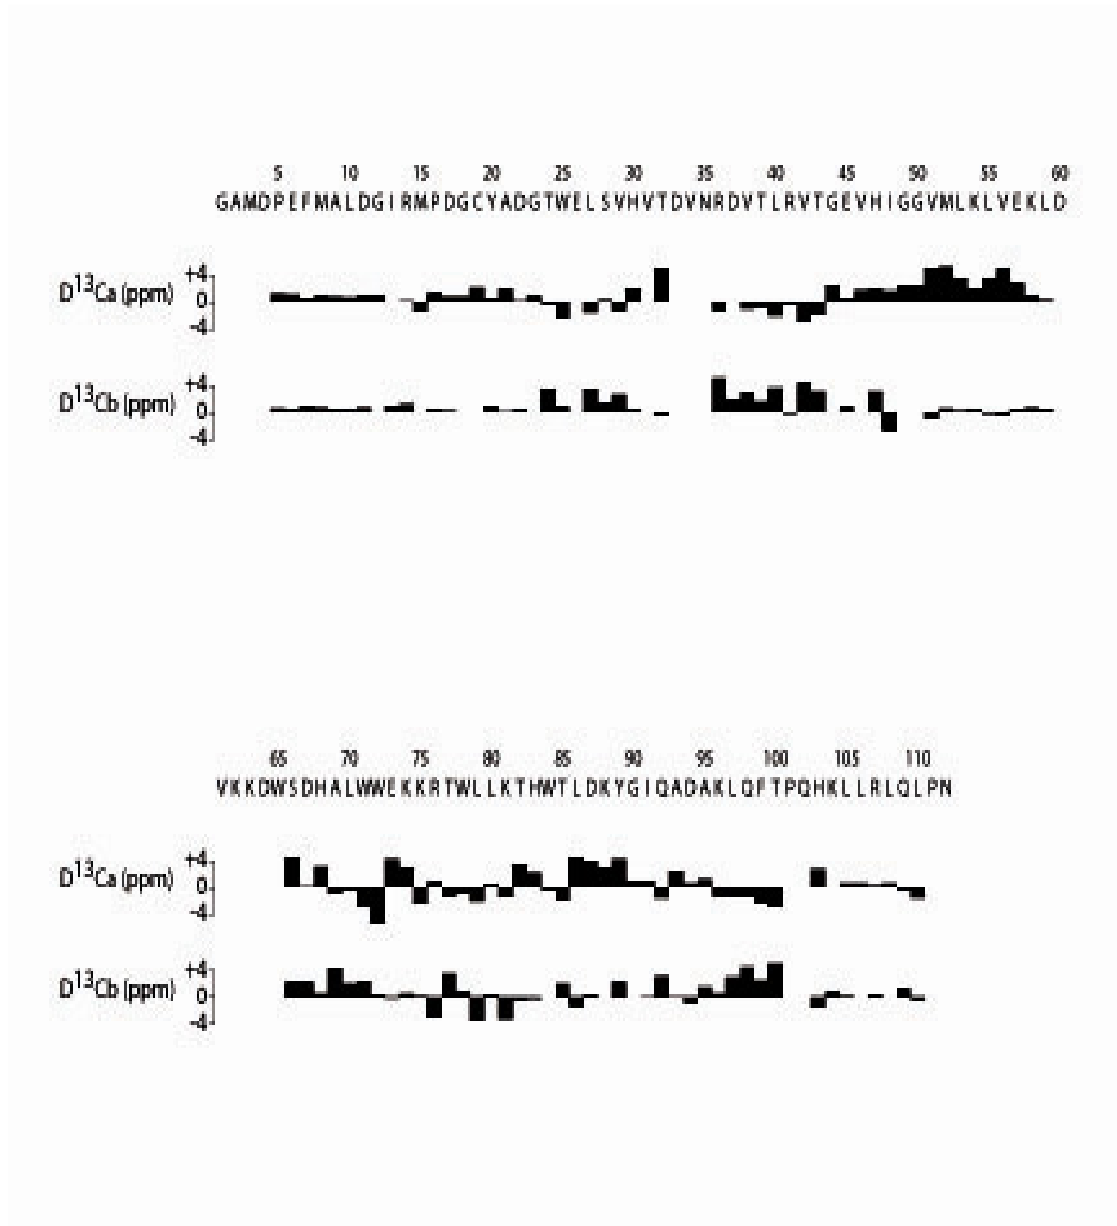 5 10 15 20 25 30 35 40 45 50 55 60
GAMDPEFMALDGIRMPDGCYADGTWELSVHVTDVNRDVTLRVTGEVHIGGVMLKLVEKLD
+4
D13Ca (ppm) 0
-4
+4
D13Cb (ppm) 0
-4
65 70 75 80 85 90 95 100 105 110
VKKDWSDHALWWEKKRTWLLKTHWTLDKYGIQADAKLQFTPQHKLLRLQLPN
+4
D13Ca (ppm) 0
-4
+4
D13Cb (ppm) 0
-4